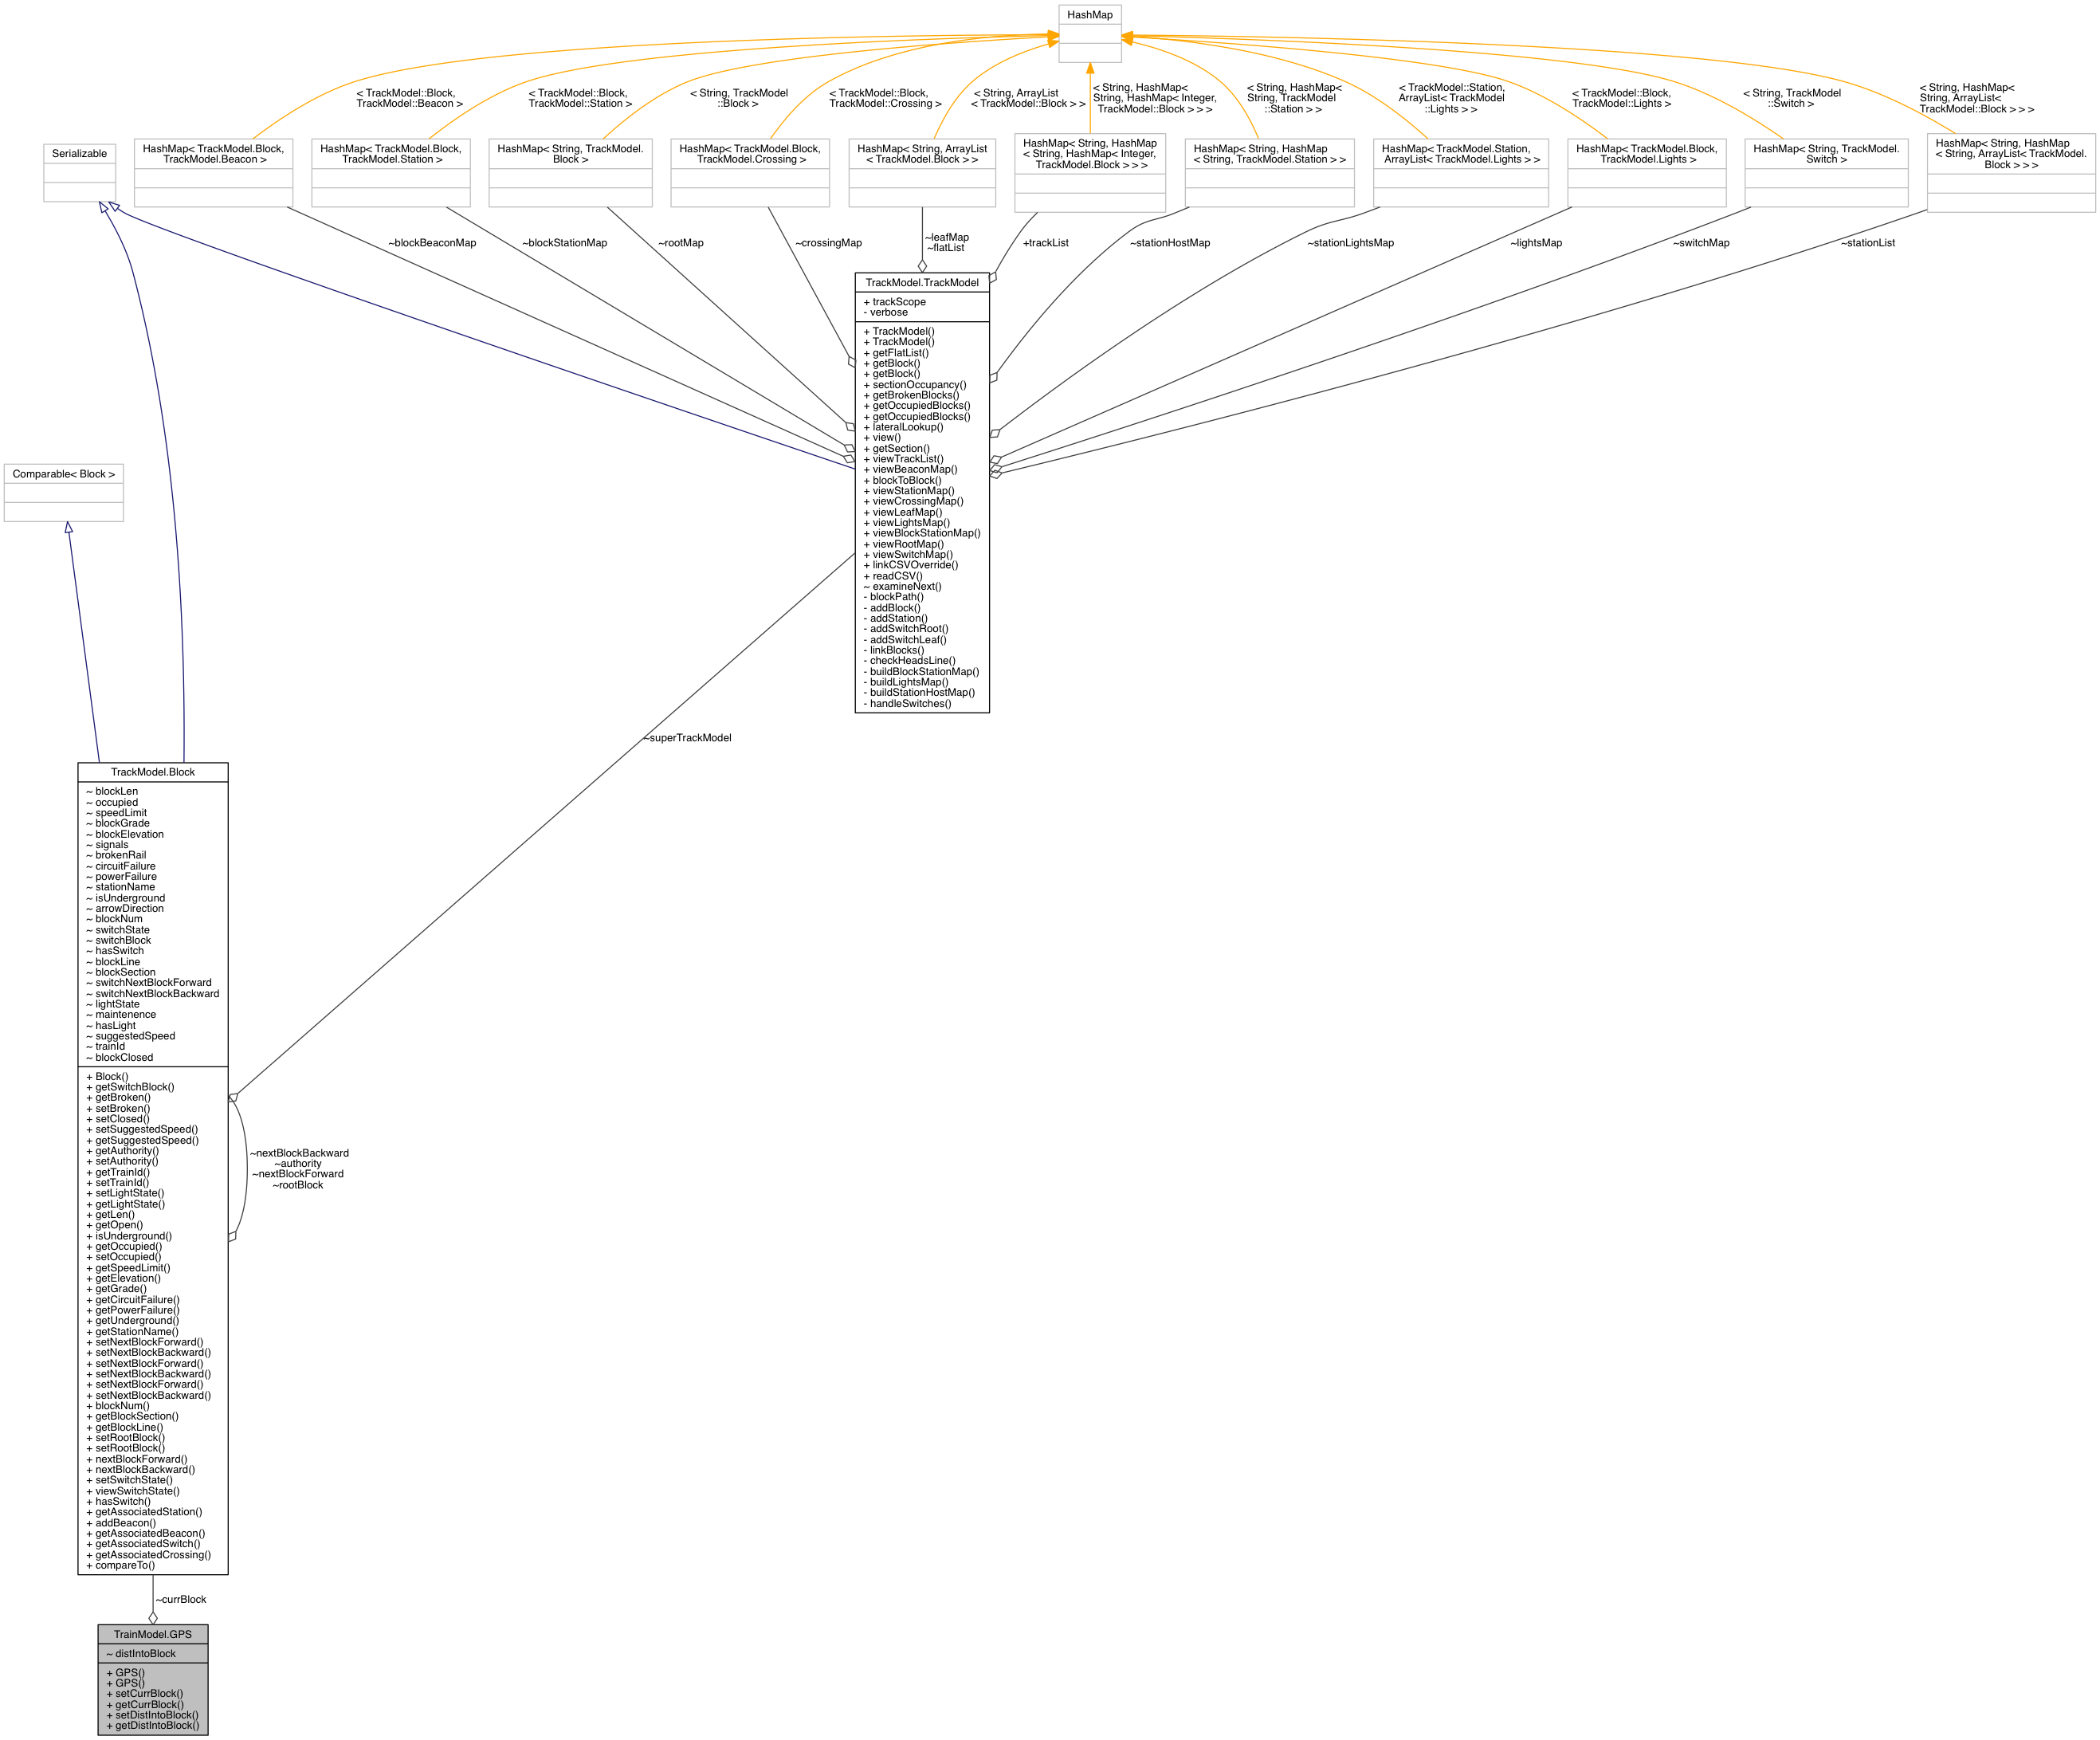 HashMap
< TrackModel::Block,
TrackModel::Beacon >
< TrackModel::Block,
TrackModel::Station >
< String, TrackModel
::Block >
< TrackModel::Block,
TrackModel::Crossing >
< String, ArrayList
< TrackModel::Block > >
< String, HashMap<
String, HashMap< Integer,
TrackModel::Block > > >
< String, HashMap<
String, TrackModel
::Station > >
< TrackModel::Station,
ArrayList< TrackModel
::Lights > >
< TrackModel::Block,
TrackModel::Lights >
< String, TrackModel
::Switch >
< String, HashMap<
String, ArrayList<
TrackModel::Block > > >
Serializable
HashMap< TrackModel.Block,
TrackModel.Beacon >
HashMap< TrackModel.Block,
TrackModel.Station >
HashMap< String, TrackModel.
Block >
HashMap< TrackModel.Block,
TrackModel.Crossing >
HashMap< String, ArrayList
< TrackModel.Block > >
HashMap< String, HashMap
< String, HashMap< Integer,
TrackModel.Block > > >
HashMap< String, HashMap
< String, TrackModel.Station > >
HashMap< TrackModel.Station,
ArrayList< TrackModel.Lights > >
HashMap< TrackModel.Block,
TrackModel.Lights >
HashMap< String, TrackModel.
Switch >
HashMap< String, HashMap
< String, ArrayList< TrackModel.
Block > > >
~blockBeaconMap
~blockStationMap
~rootMap
~crossingMap
~leafMap
~flatList
+trackList
~stationHostMap
~stationLightsMap
~lightsMap
~switchMap
~stationList
TrackModel.TrackModel
+ trackScope
- verbose
+ TrackModel()
+ TrackModel()
+ getFlatList()
+ getBlock()
+ getBlock()
+ sectionOccupancy()
+ getBrokenBlocks()
+ getOccupiedBlocks()
+ getOccupiedBlocks()
+ lateralLookup()
+ view()
+ getSection()
+ viewTrackList()
+ viewBeaconMap()
+ blockToBlock()
+ viewStationMap()
+ viewCrossingMap()
+ viewLeafMap()
+ viewLightsMap()
+ viewBlockStationMap()
+ viewRootMap()
+ viewSwitchMap()
+ linkCSVOverride()
+ readCSV()
~ examineNext()
- blockPath()
- addBlock()
- addStation()
- addSwitchRoot()
- addSwitchLeaf()
- linkBlocks()
- checkHeadsLine()
- buildBlockStationMap()
- buildLightsMap()
- buildStationHostMap()
- handleSwitches()
Comparable< Block >
~superTrackModel
TrackModel.Block
~ blockLen
~ occupied
~ speedLimit
~ blockGrade
~ blockElevation
~ signals
~ brokenRail
~ circuitFailure
~ powerFailure
~ stationName
~ isUnderground
~ arrowDirection
~ blockNum
~ switchState
~ switchBlock
~ hasSwitch
~ blockLine
~ blockSection
~ switchNextBlockForward
~ switchNextBlockBackward
~ lightState
~ maintenence
~ hasLight
~ suggestedSpeed
~ trainId
~ blockClosed
+ Block()
+ getSwitchBlock()
+ getBroken()
+ setBroken()
+ setClosed()
+ setSuggestedSpeed()
+ getSuggestedSpeed()
+ getAuthority()
+ setAuthority()
+ getTrainId()
+ setTrainId()
+ setLightState()
+ getLightState()
+ getLen()
+ getOpen()
+ isUnderground()
+ getOccupied()
+ setOccupied()
+ getSpeedLimit()
+ getElevation()
+ getGrade()
+ getCircuitFailure()
+ getPowerFailure()
+ getUnderground()
+ getStationName()
+ setNextBlockForward()
+ setNextBlockBackward()
+ setNextBlockForward()
+ setNextBlockBackward()
+ setNextBlockForward()
+ setNextBlockBackward()
+ blockNum()
+ getBlockSection()
+ getBlockLine()
+ setRootBlock()
+ setRootBlock()
+ nextBlockForward()
+ nextBlockBackward()
+ setSwitchState()
+ viewSwitchState()
+ hasSwitch()
+ getAssociatedStation()
+ addBeacon()
+ getAssociatedBeacon()
+ getAssociatedSwitch()
+ getAssociatedCrossing()
+ compareTo()
~nextBlockBackward
~authority
~nextBlockForward
~rootBlock
~currBlock
TrainModel.GPS
~ distIntoBlock
+ GPS()
+ GPS()
+ setCurrBlock()
+ getCurrBlock()
+ setDistIntoBlock()
+ getDistIntoBlock()